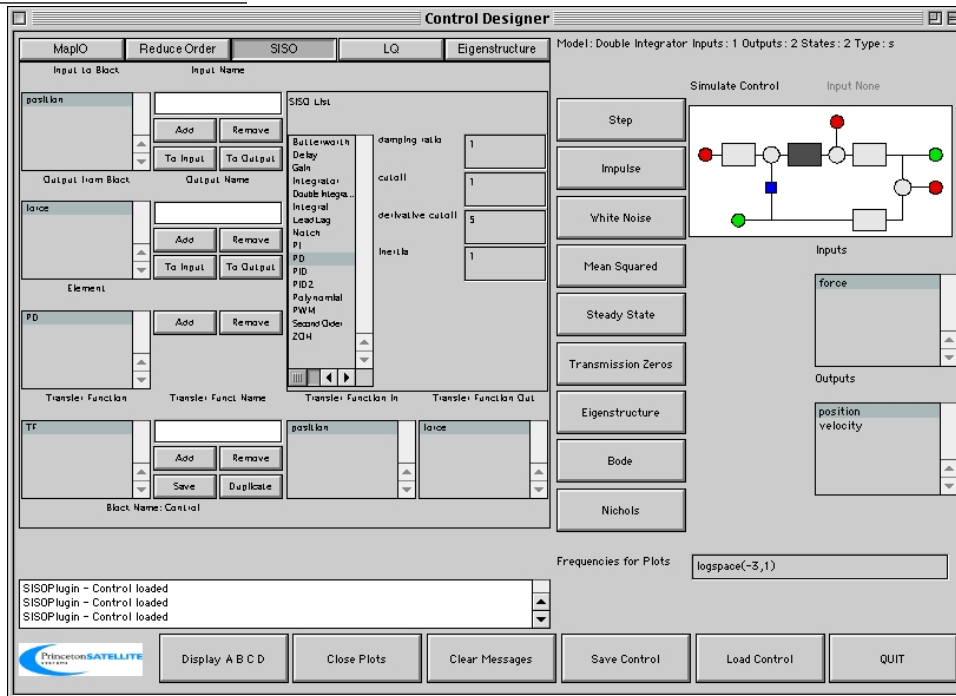 Control Designer
MapIO
Reduce Order
SISO
LQ
Eigenstructure
Input to Block
Input Name
position
Add
Remove
To Input
To Output
Output from Block
Output Name
force
Add
Remove
To Input
To Output
Element
PD
Add
Remove
SISO List
Butterworth
Delay
Gain
Integrator
Double Integra...
Integral
LeadLag
Notch
PI
PD
PID
PID2
Polynomial
PWM
Second Order
ZOH
damping ratio
1
cutoff
1
derivative cutoff
5
Inertia
1
Transfer Function
Transfer Funct Name
Transfer Function In
Transfer Function Out
TF
Add
Remove
Save
Duplicate
position
force
Block Name: Control
Model: Double Integrator Inputs: 1 Outputs: 2 States: 2 Type: s
Simulate Control
Input None
Step
Impulse
White Noise
Mean Squared
Steady State
Transmission Zeros
Eigenstructure
Bode
Nichols
Inputs
force
Outputs
position
velocity
Frequencies for Plots
logspace(-3,1)
SISOPlugin - Control loaded
SISOPlugin - Control loaded
SISOPlugin - Control loaded
Princeton SATELLITE
SYSTEMS
Display A B C D
Close Plots
Clear Messages
Save Control
Load Control
QUIT